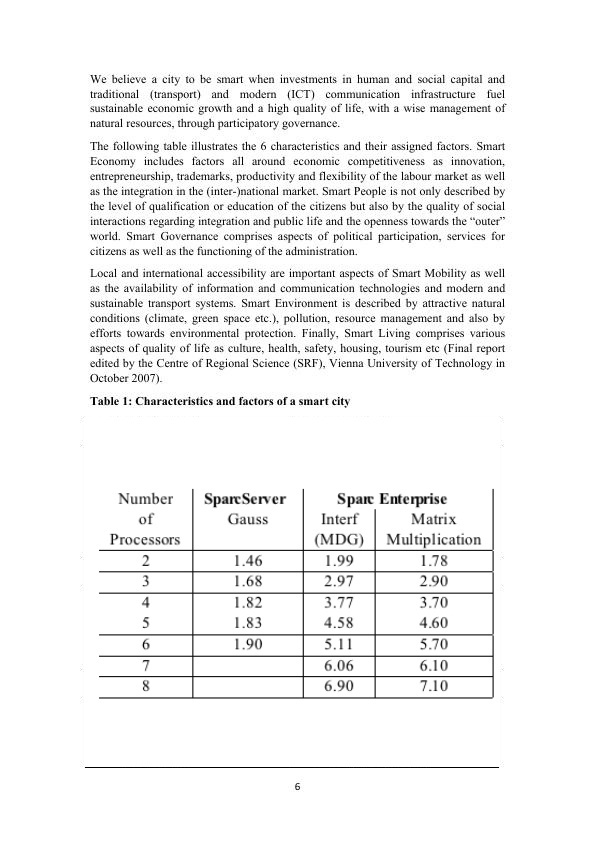 We believe a city to be smart when investments in human and social capital and
traditional (transport) and modern (ICT) communication infrastructure fuel
sustainable economic growth and a high quality of life, with a wise management of
natural resources, through participatory governance.
The following table illustrates the 6 characteristics and their assigned factors. Smart
Economy includes factors all around economic competitiveness as innovation,
entrepreneurship, trademarks, productivity and flexibility of the labour market as well
as the integration in the (inter-)national market. Smart People is not only described by
the level of qualification or education of the citizens but also by the quality of social
interactions regarding integration and public life and the openness towards the “outer”
world. Smart Governance comprises aspects of political participation, services for
citizens as well as the functioning of the administration.
Local and international accessibility are important aspects of Smart Mobility as well
as the availability of information and communication technologies and modern and
sustainable transport systems. Smart Environment is described by attractive natural
conditions (climate, green space etc.), pollution, resource management and also by
efforts towards environmental protection. Finally, Smart Living comprises various
aspects of quality of life as culture, health, safety, housing, tourism etc (Final report
edited by the Centre of Regional Science (SRF), Vienna University of Technology in
October 2007).
Table 1: Characteristics and factors of a smart city
Number SparcServer Sparc Enterprise
of Gauss Interf Matrix
Processors (MDG) Multiplication
2 1.46 1.99 1.78
3 1.68 2.97 2.90
4 1.82 3.77 3.70
5 1.83 4.58 4.60
6 1.90 5.11 5.70
7 6.06 6.10
8 6.90 7.10
6